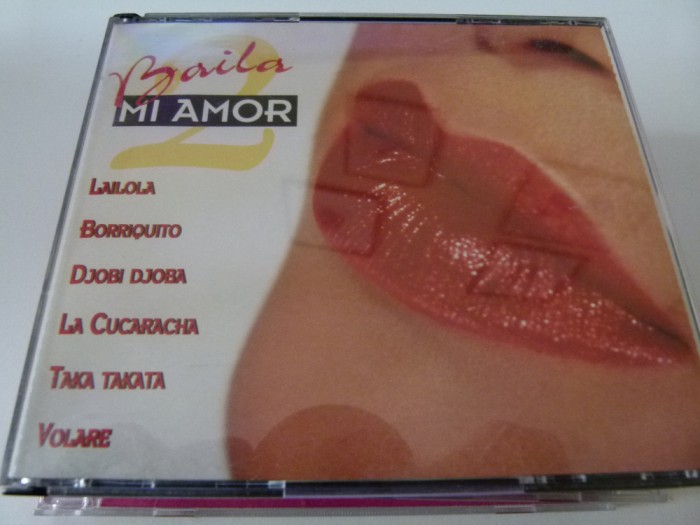 Baila
MI AMOR
2
LAILOLA
BORRIQUITO
DJOBI DJOBA
LA CUCARACHA
TAKA TAKATA
VOLARE